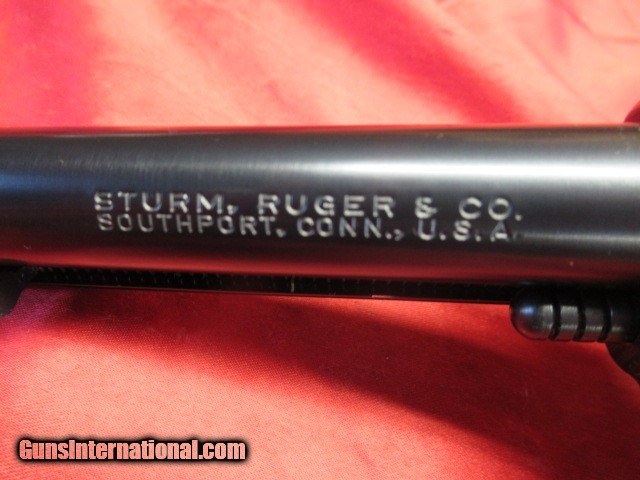 STURM, RUGER & CO.
SOUTHPORT, CONN., U.S.A.
GunsInternational.com